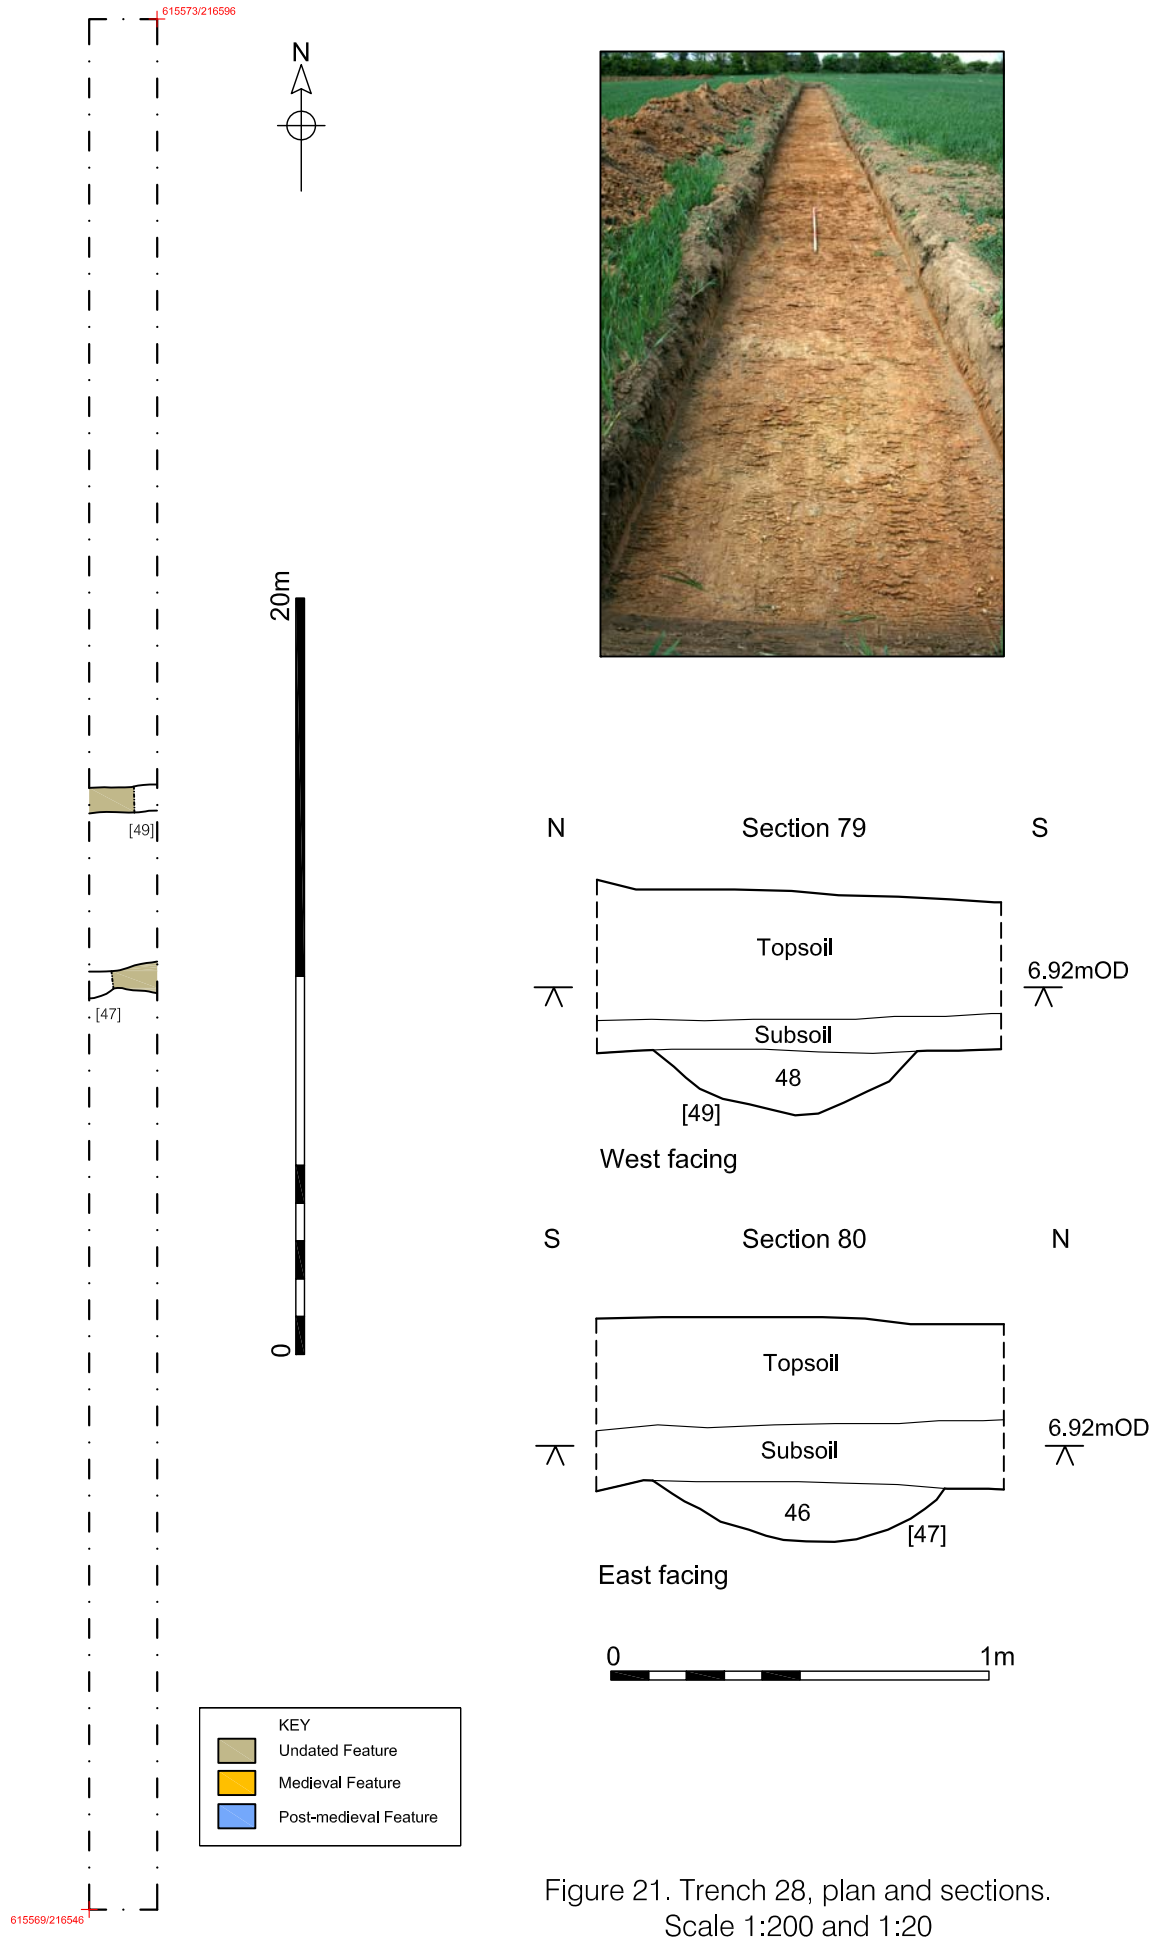 615573/216596
N
20m
0
[49]
[47]
N Section 79 S
Topsoil
6.92mOD
Subsoil
48
[49]
West facing
S Section 80 N
Topsoil
6.92mOD
Subsoil
46
[47]
East facing
0 1m
KEY
Undated Feature
Medieval Feature
Post-medieval Feature
615569/216546
Figure 21. Trench 28, plan and sections.
Scale 1:200 and 1:20